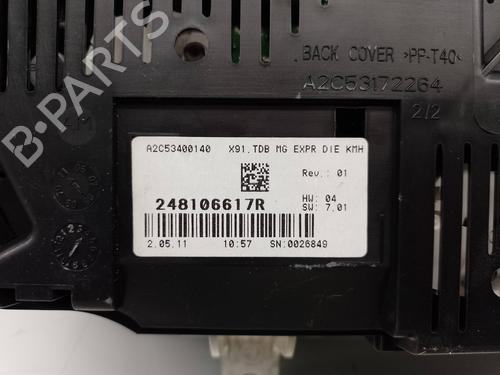 B-PARTS
BACK COVER >PP-T40<
A2C53172264
2/2
A2C53400140 X91.TDB MG EXPR DIE KMH
Rev.: 01
248106617R
HW: 04
SW: 7.01
2.05.11 10:57 SN:0026849